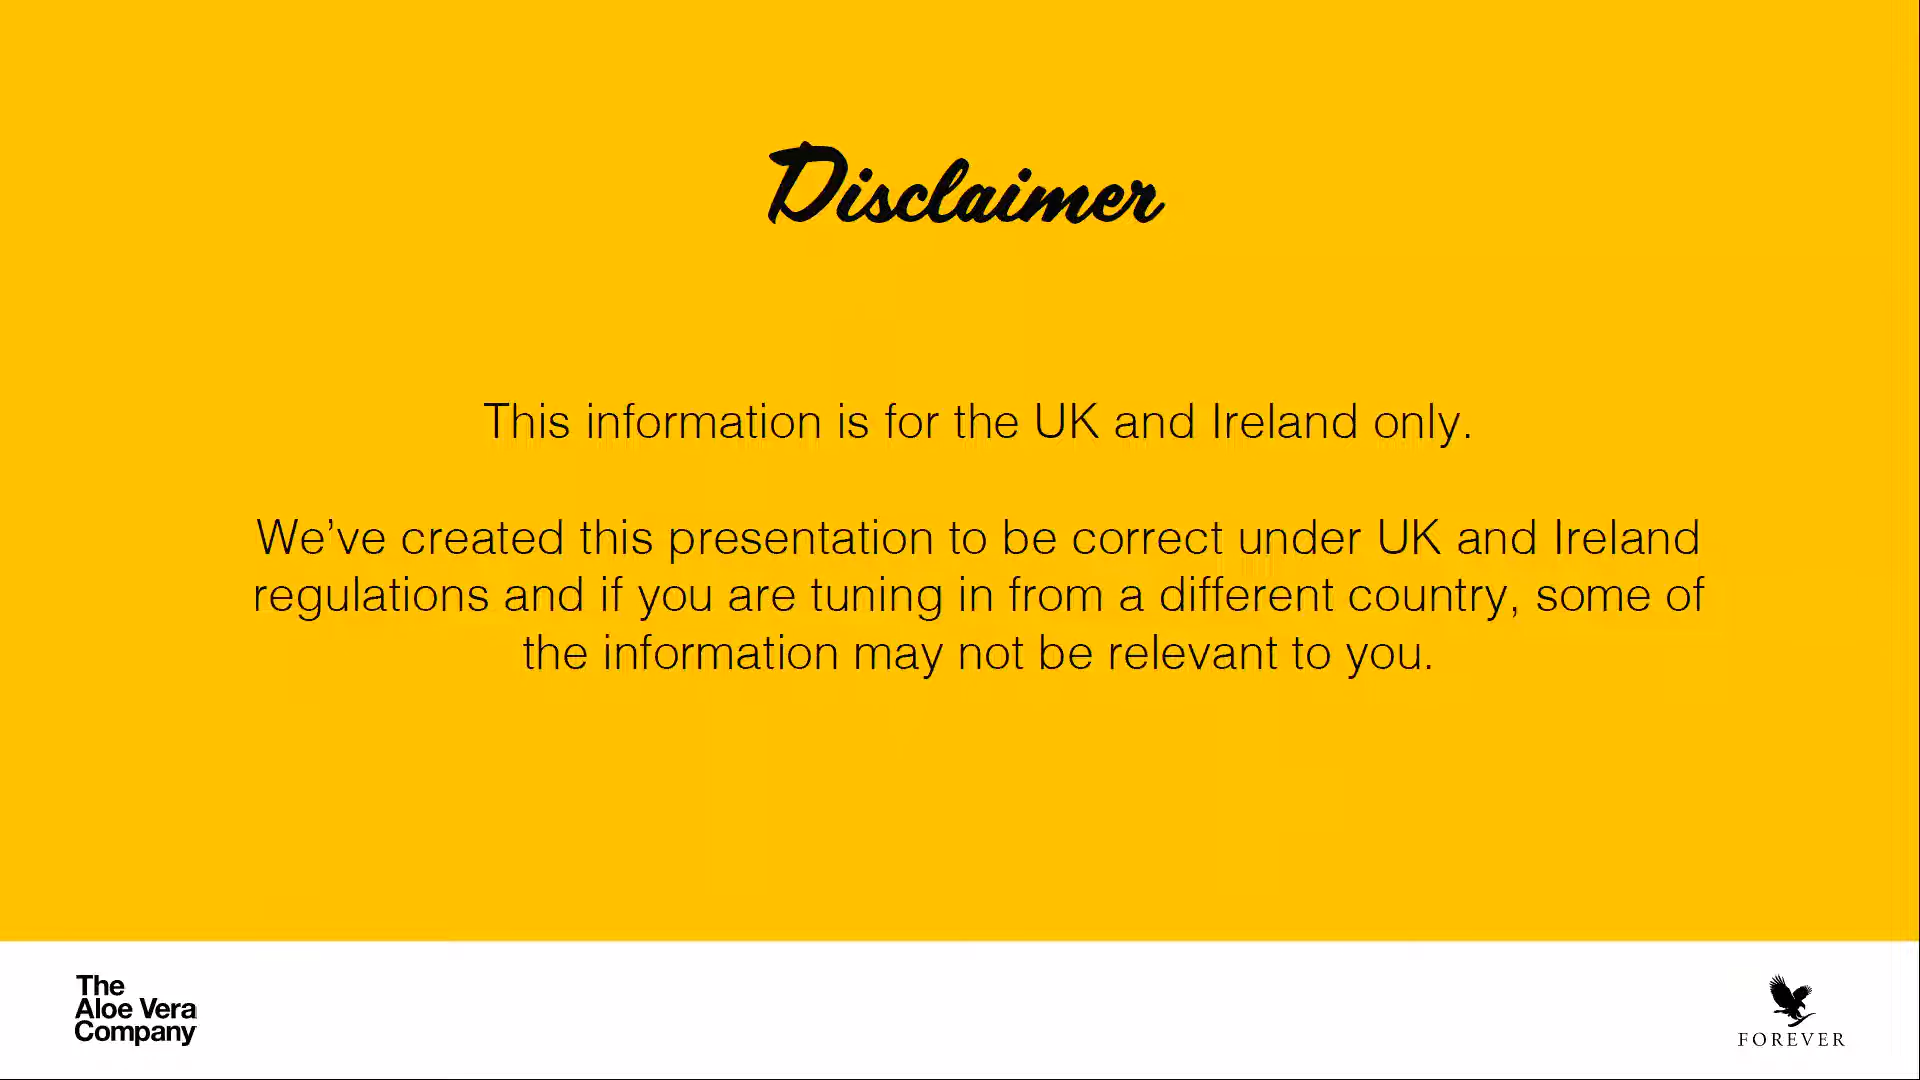 Disclaimer
This information is for the UK and Ireland only.
We’ve created this presentation to be correct under UK and Ireland
regulations and if you are tuning in from a different country, some of
the information may not be relevant to you.
The
Aloe Vera
Company
FOREVER